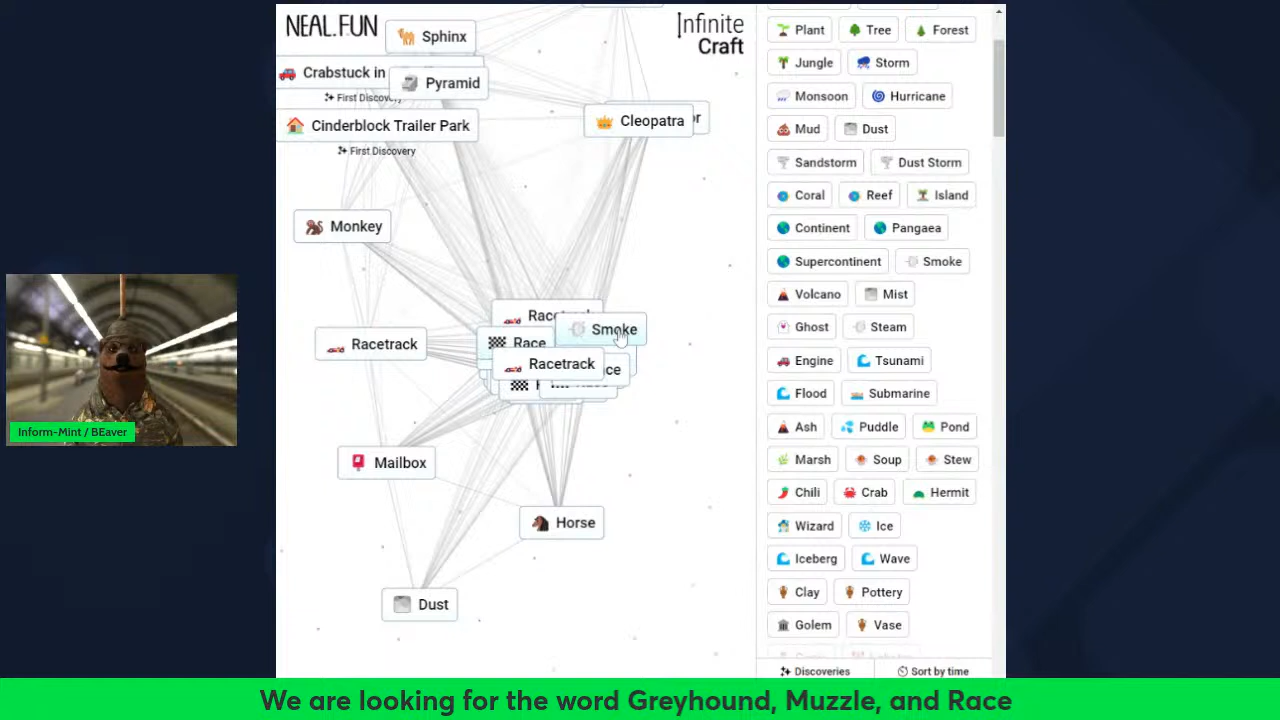 NEAL.FUN
Infinite
Craft
Sphinx
Crabstuck in
Pyramid
First Discovery
Cinderblock Trailer Park
First Discovery
Cleopatra
or
Monkey
Racetrack
Racetrack
Smoke
Race
Racetrack
Mailbox
Horse
Dust
Plant
Tree
Forest
Jungle
Storm
Monsoon
Hurricane
Mud
Dust
Sandstorm
Dust Storm
Coral
Reef
Island
Continent
Pangaea
Supercontinent
Smoke
Volcano
Mist
Ghost
Steam
Engine
Tsunami
Flood
Submarine
Ash
Puddle
Pond
Marsh
Soup
Stew
Chili
Crab
Hermit
Wizard
Ice
Iceberg
Wave
Clay
Pottery
Golem
Vase
Discoveries
Sort by time
Inform-Mint / BEaver
We are looking for the word Greyhound, Muzzle, and Race